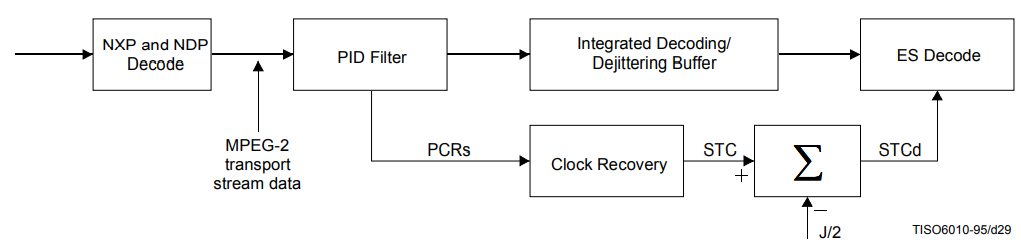 NXP and NDP
Decode
PID Filter
Integrated Decoding/
Dejittering Buffer
ES Decode
MPEG-2
transport
stream data
PCRs
Clock Recovery
STC
+
Σ
STCd
–
J/2
TISO6010-95/d29